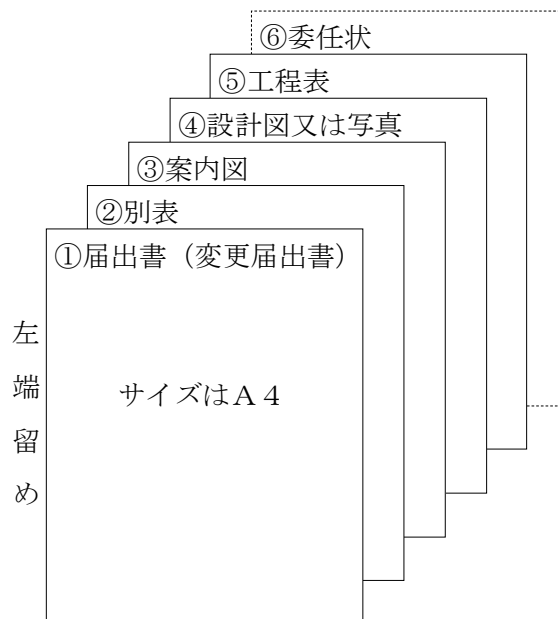 ⑥委任状
⑤工程表
④設計図又は写真
③案内図
②別表
①届出書（変更届出書）
左端留め
サイズはＡ４